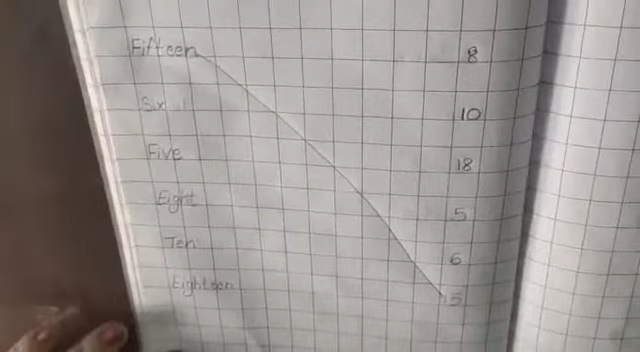 Fifteen 8
Six 10
Five 18
Eight 5
Ten 6
Eighteen 15